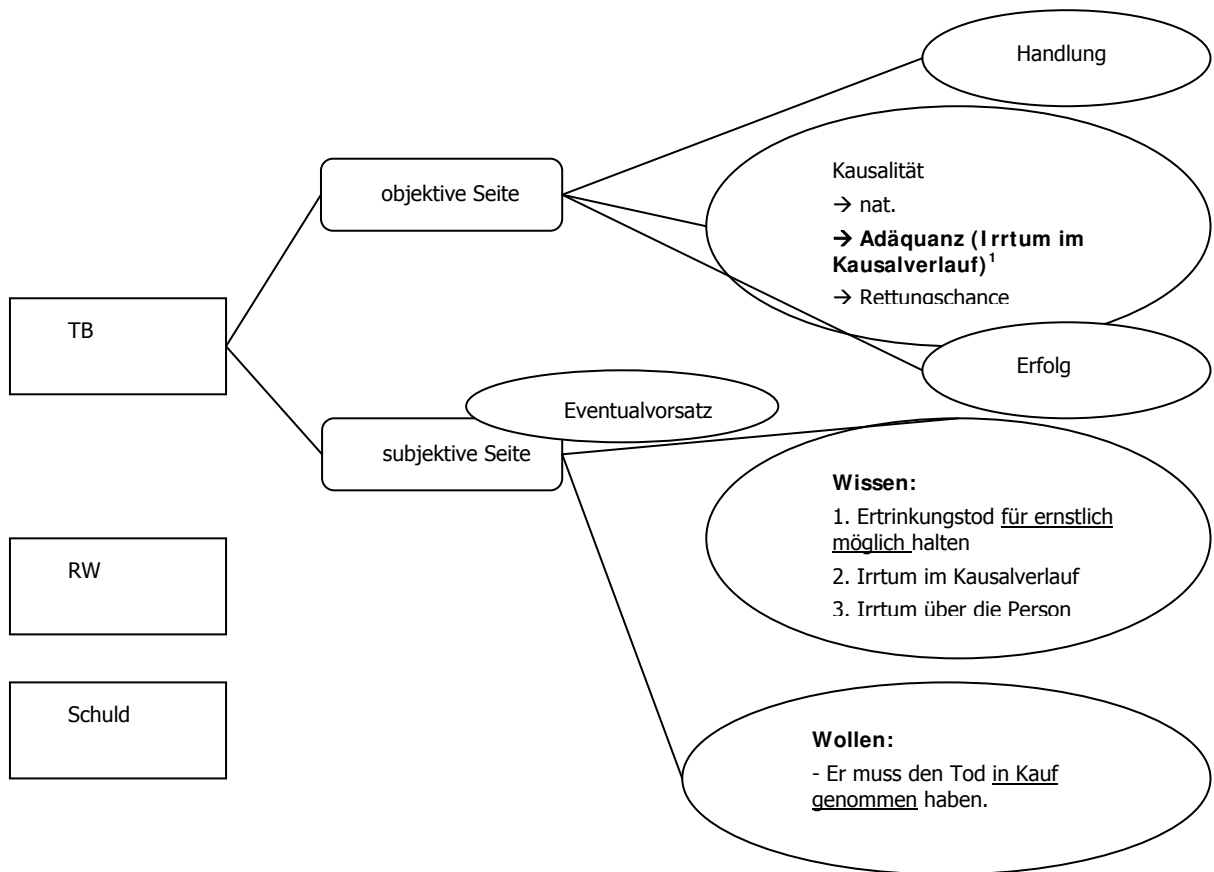 Handlung
Kausalität
→ nat.
→ Adäquanz (Irrtum im
Kausalverlauf)¹
→ Rettungschance
objektive Seite
TB
Erfolg
Eventualvorsatz
subjektive Seite
Wissen:
1. Ertrinkungstod für ernstlich
möglich halten
2. Irrtum im Kausalverlauf
3. Irrtum über die Person
RW
Schuld
Wollen:
- Er muss den Tod in Kauf
genommen haben.